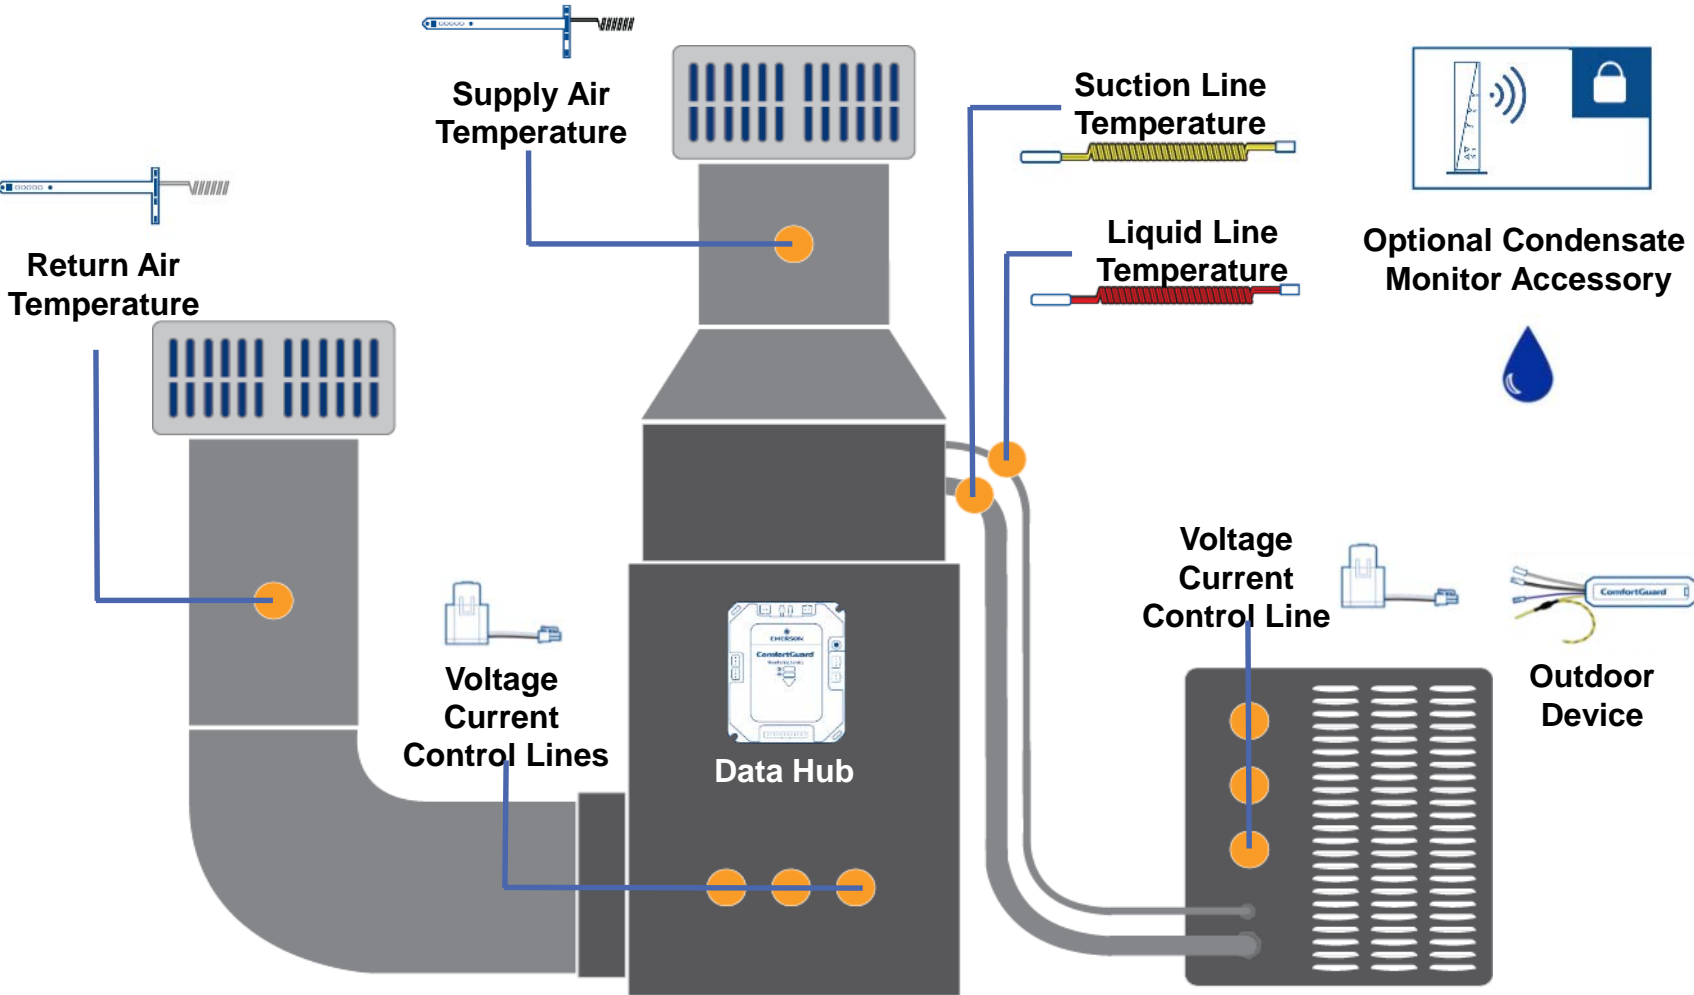 Supply Air
Temperature
Suction Line
Temperature
Return Air
Temperature
Liquid Line
Temperature
Optional Condensate
Monitor Accessory
Voltage
Current
Control Line
ComfortGuard
Outdoor
Device
EMERSON
ComfortGuard
Data Hub
Voltage
Current
Control Lines